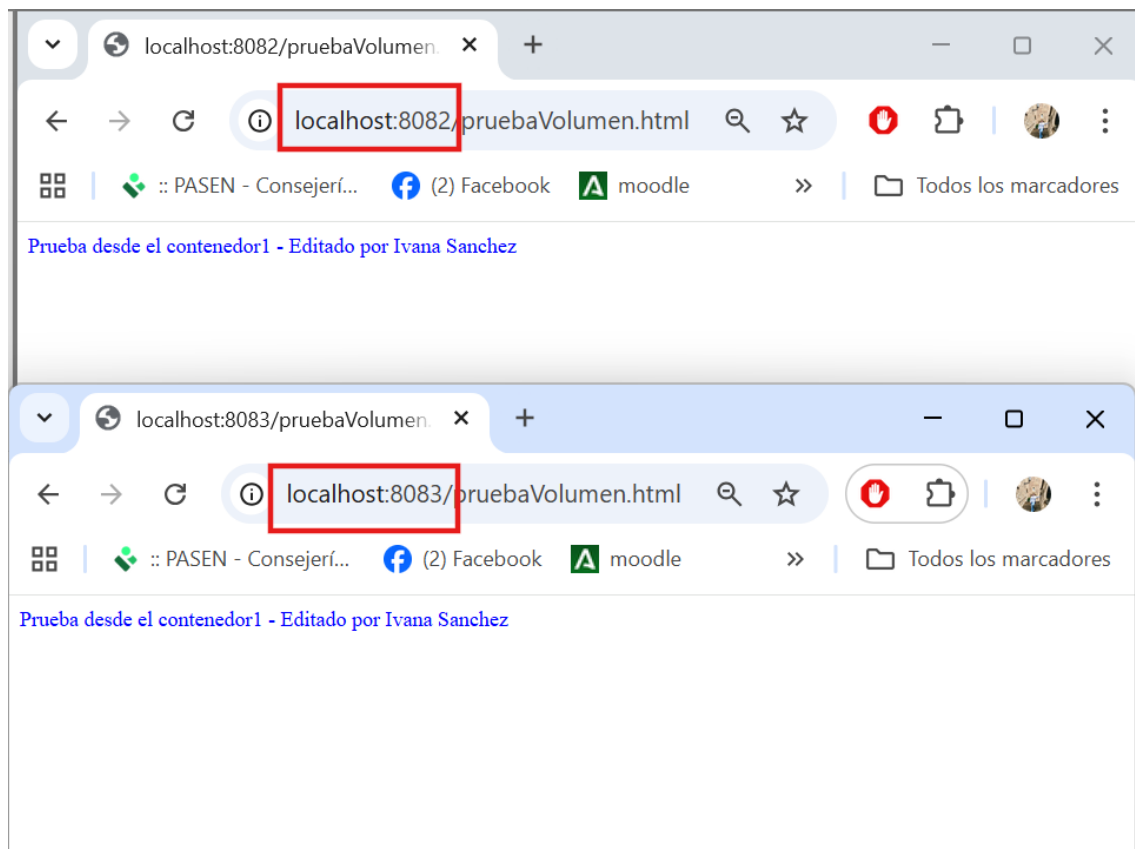 localhost:8082/pruebaVolumen.
localhost:8082/pruebaVolumen.html
:: PASEN - Consejerí... (2) Facebook moodle » Todos los marcadores
Prueba desde el contenedor1 - Editado por Ivana Sanchez
localhost:8083/pruebaVolumen.
localhost:8083/pruebaVolumen.html
:: PASEN - Consejerí... (2) Facebook moodle » Todos los marcadores
Prueba desde el contenedor1 - Editado por Ivana Sanchez